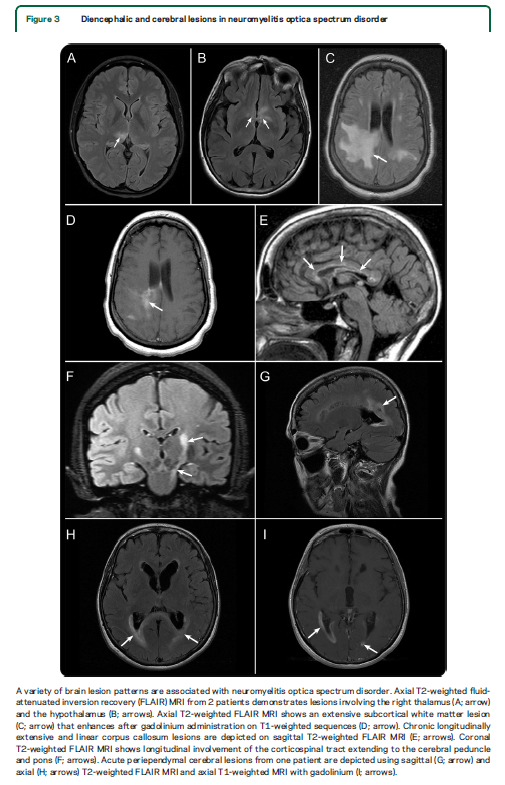 Figure 3 Diencephalic and cerebral lesions in neuromyelitis optica spectrum disorder
A
B
C
D
E
F
G
H
I
A variety of brain lesion patterns are associated with neuromyelitis optica spectrum disorder. Axial T2-weighted fluid-
attenuated inversion recovery (FLAIR) MRI from 2 patients demonstrates lesions involving the right thalamus (A; arrow)
and the hypothalamus (B; arrows). Axial T2-weighted FLAIR MRI shows an extensive subcortical white matter lesion
(C; arrow) that enhances after gadolinium administration on T1-weighted sequences (D; arrow). Chronic longitudinally
extensive and linear corpus callosum lesions are depicted on sagittal T2-weighted FLAIR MRI (E; arrows). Coronal
T2-weighted FLAIR MRI shows longitudinal involvement of the corticospinal tract extending to the cerebral peduncle
and pons (F; arrows). Acute periependymal cerebral lesions from one patient are depicted using sagittal (G; arrow) and
axial (H; arrows) T2-weighted FLAIR MRI and axial T1-weighted MRI with gadolinium (I; arrows).